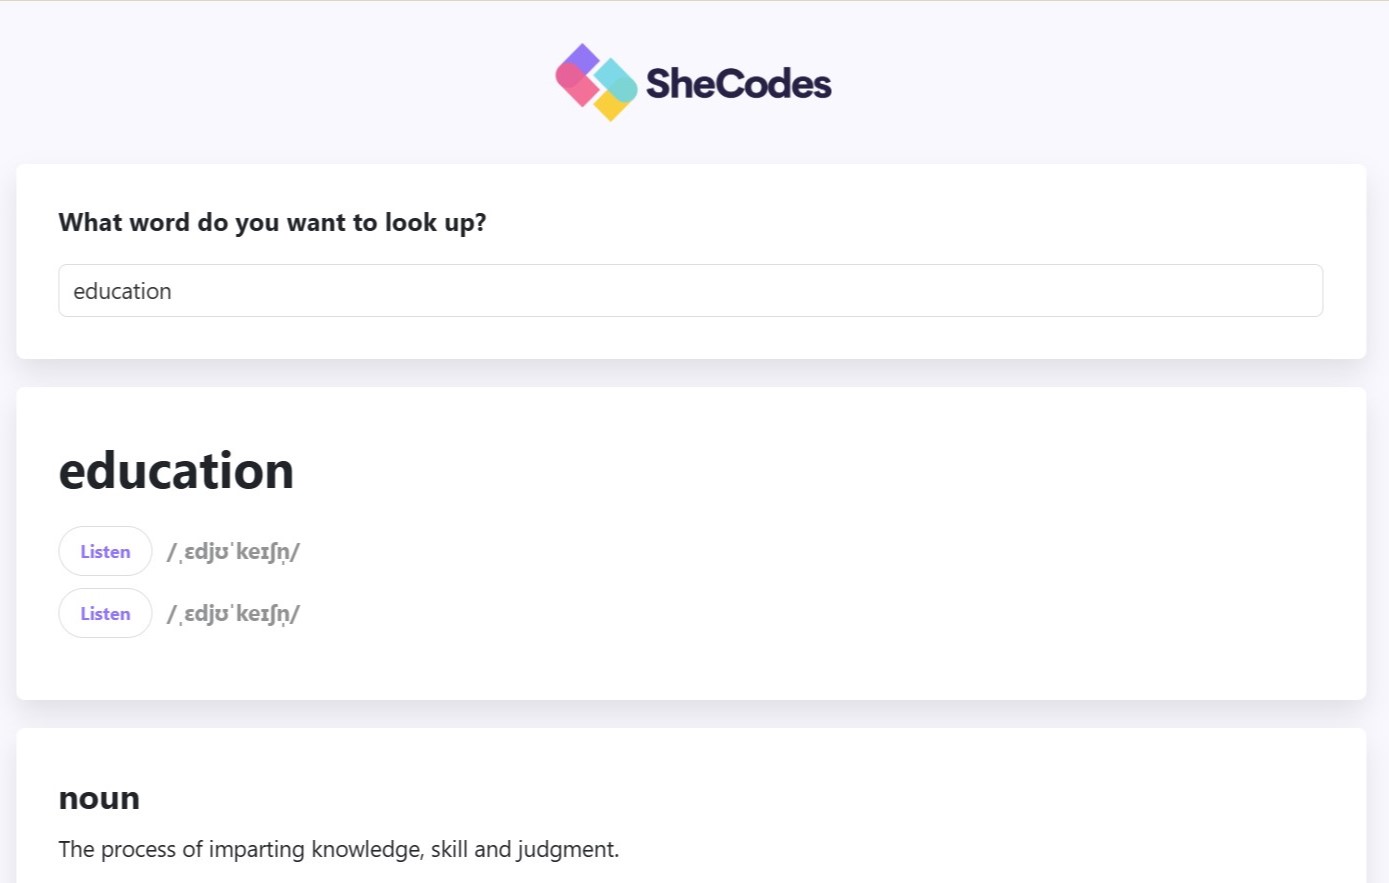 SheCodes
What word do you want to look up?
education
education
Listen /ˌɛdjʊˈkeɪʃn̩/
Listen /ˌɛdjʊˈkeɪʃn̩/
noun
The process of imparting knowledge, skill and judgment.